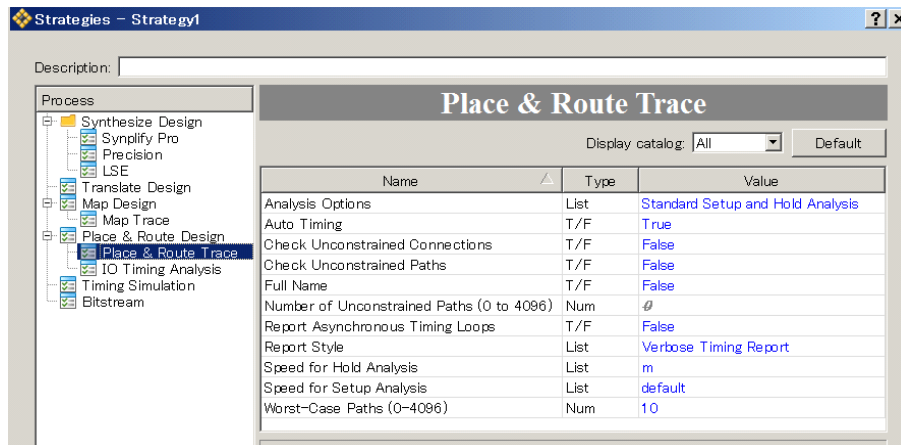 Strategies - Strategy1
Description:
Process
Synthesize Design
Synplify Pro
Precision
LSE
Translate Design
Map Design
Map Trace
Place & Route Design
Place & Route Trace
IO Timing Analysis
Timing Simulation
Bitstream
Place & Route Trace
Display catalog: All Default
Name Type Value
Analysis Options List Standard Setup and Hold Analysis
Auto Timing T/F True
Check Unconstrained Connections T/F False
Check Unconstrained Paths T/F False
Full Name T/F False
Number of Unconstrained Paths (0 to 4096) Num 0
Report Asynchronous Timing Loops T/F False
Report Style List Verbose Timing Report
Speed for Hold Analysis List m
Speed for Setup Analysis List default
Worst-Case Paths (0-4096) Num 10